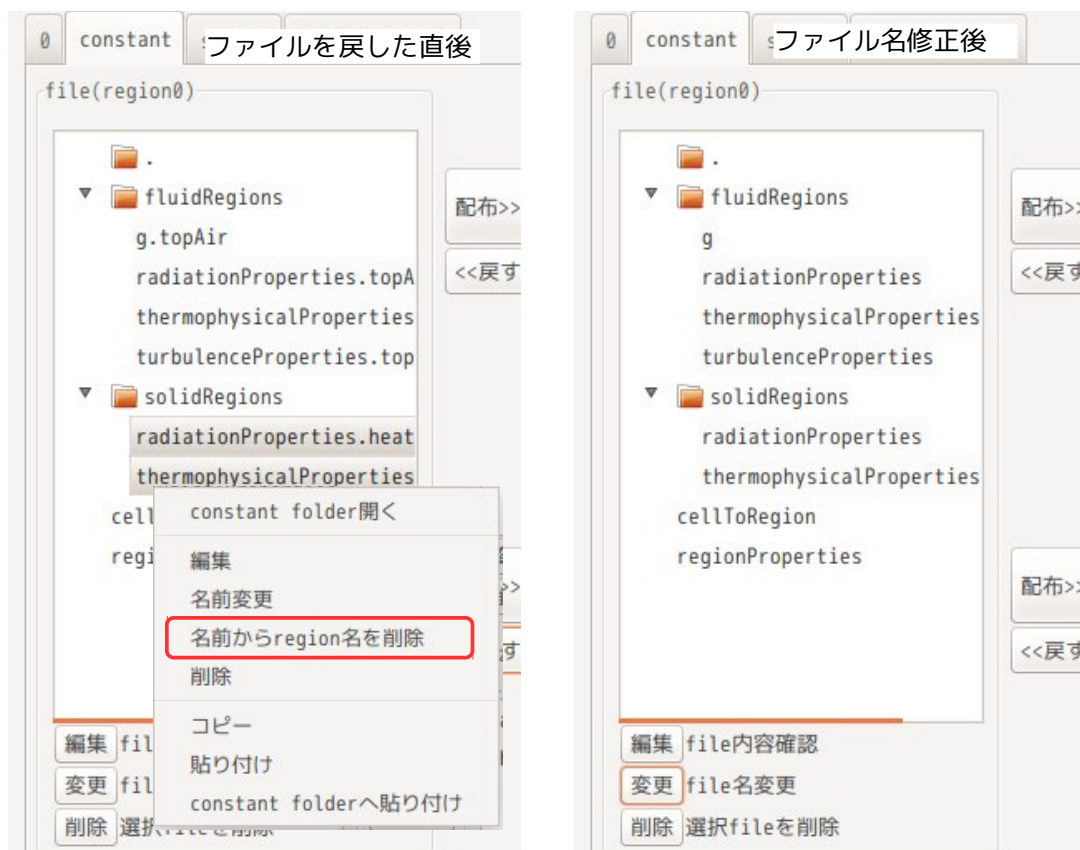 0 constant ファイルを戻した直後
file(region0)
.
fluidRegions
g.topAir
radiationProperties.topA
thermophysicalProperties
turbulenceProperties.top
solidRegions
radiationProperties.heat
thermophysicalProperties
cell
regi
constant folder開く
編集
名前変更
名前からregion名を削除
削除
コピー
貼り付け
constant folderへ貼り付け
配布>>
<<戻す
>>
す
編集 fil
変更 fil
削除
0 constant ファイル名修正後
file(region0)
.
fluidRegions
g
radiationProperties
thermophysicalProperties
turbulenceProperties
solidRegions
radiationProperties
thermophysicalProperties
cellToRegion
regionProperties
配布>>
<<戻す
配布>>
<<戻す
編集 file内容確認
変更 file名変更
削除 選択fileを削除